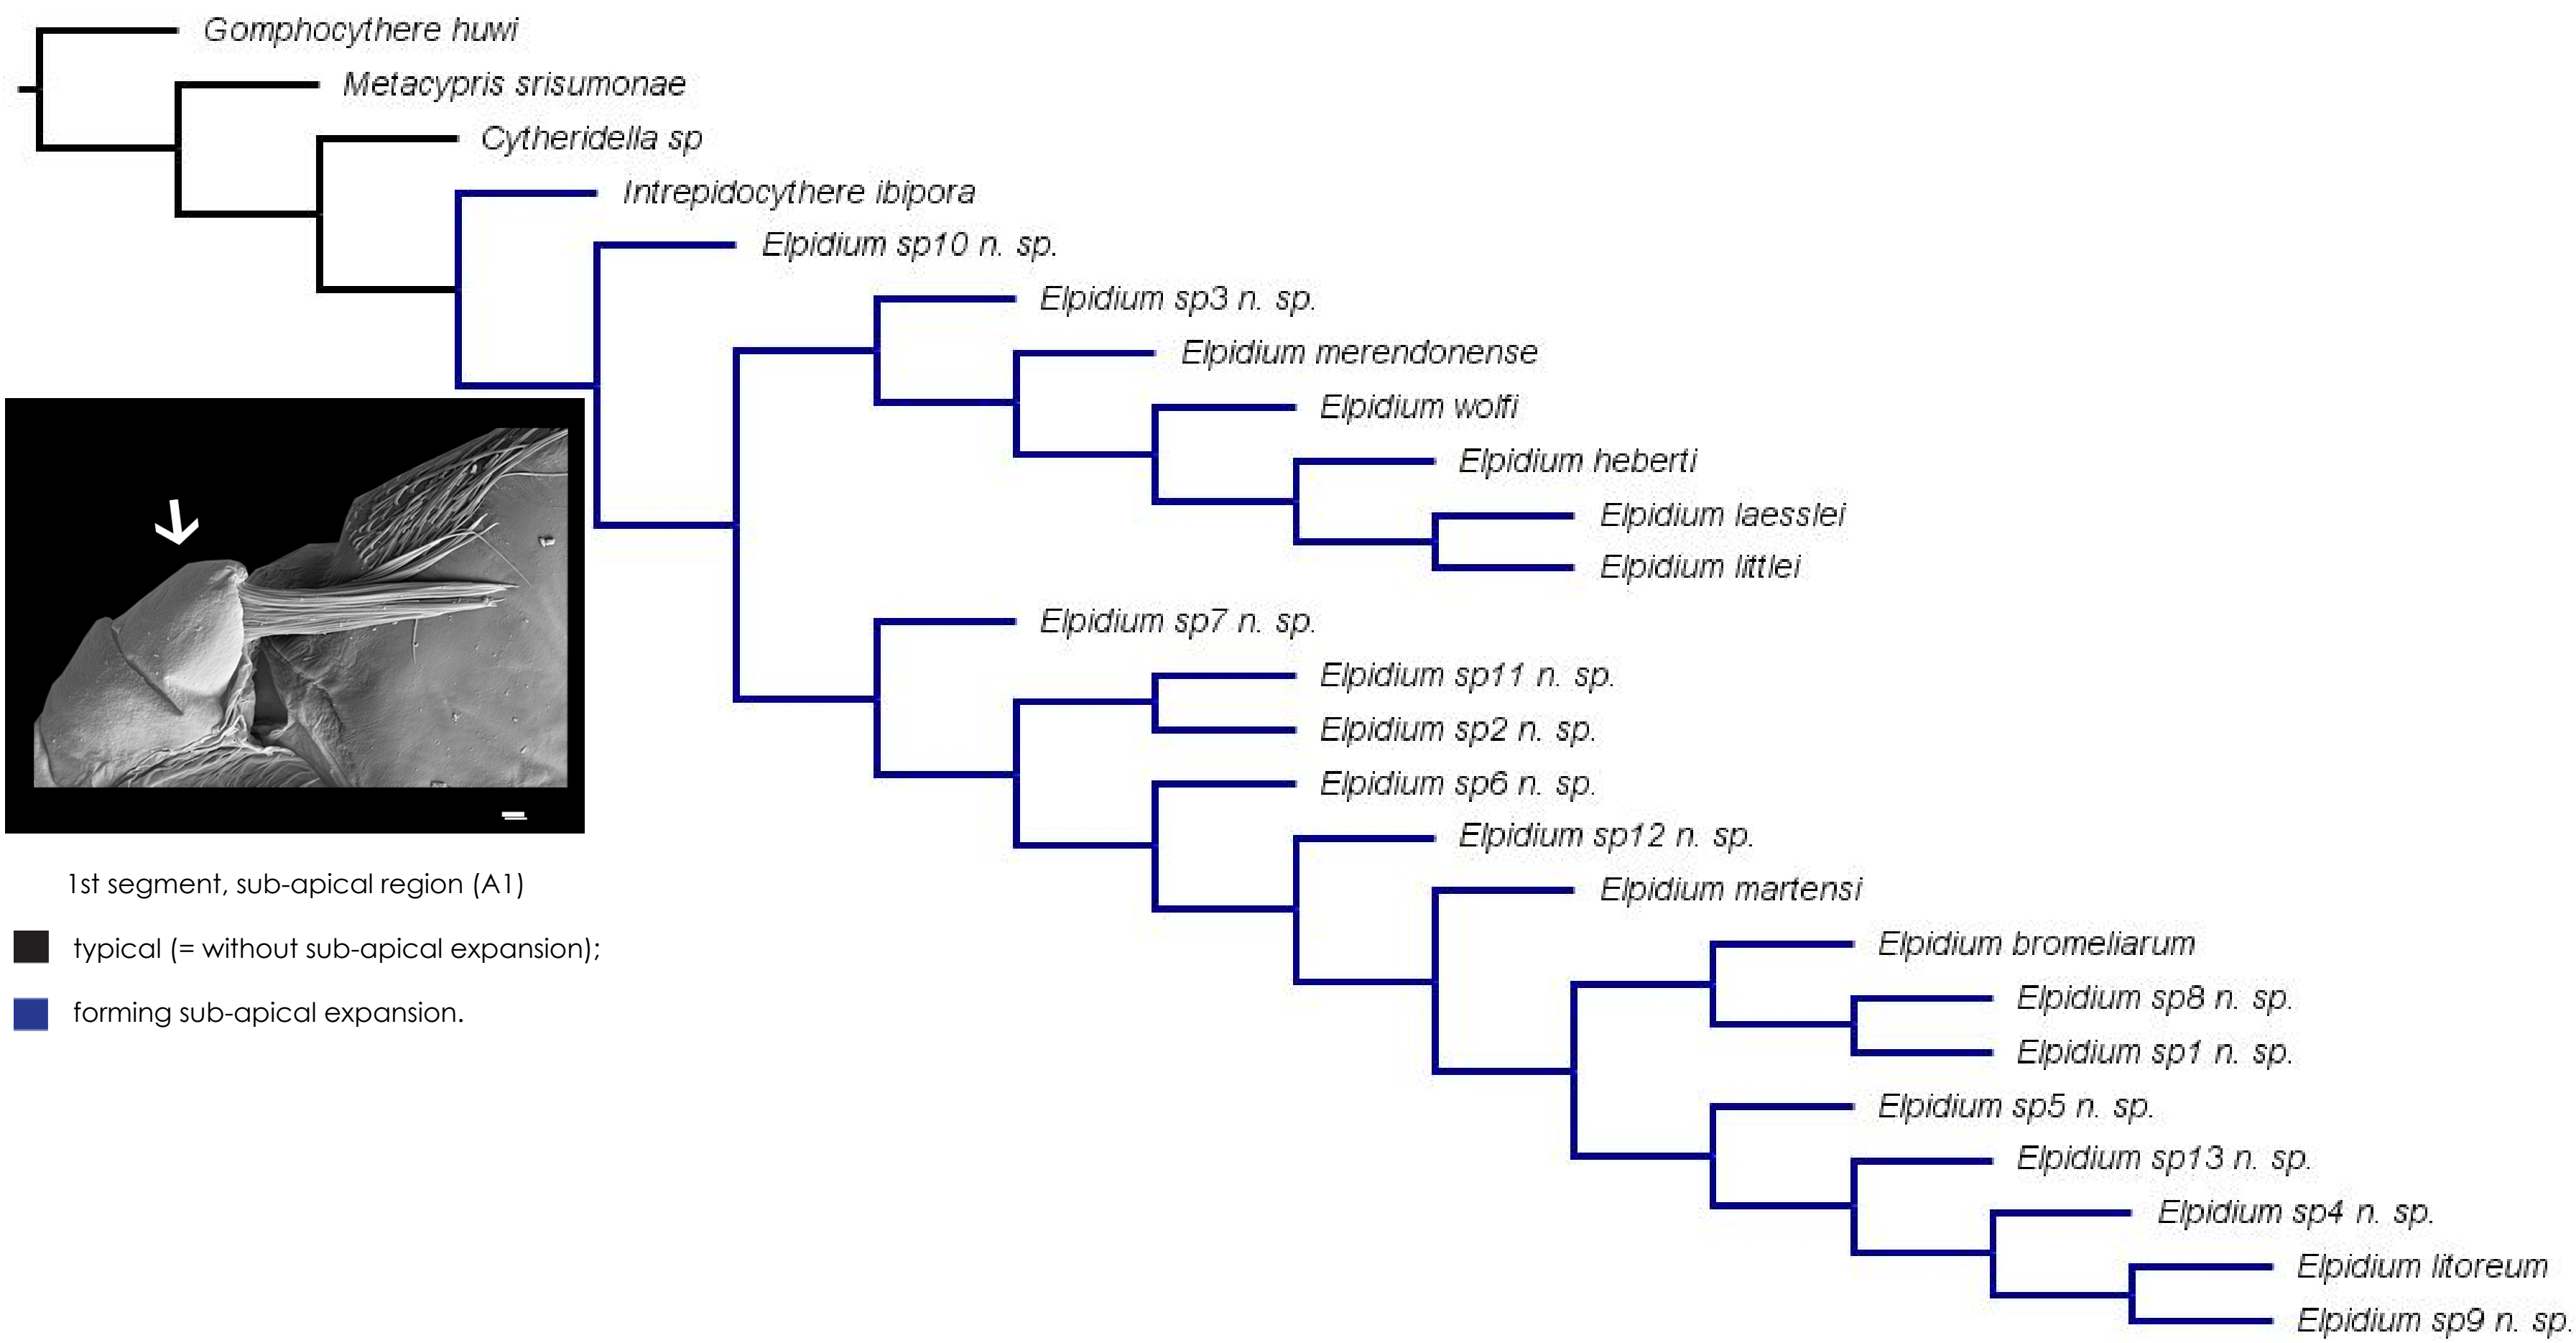 Gomphocythere huwi
Metacypris srisumonae
Cytheridella sp
Intrepidocythere ibipora
Elpidium sp10 n. sp.
Elpidium sp3 n. sp.
Elpidium merendonense
Elpidium wolfi
Elpidium heberti
Elpidium laesslei
Elpidium littlei
Elpidium sp7 n. sp.
Elpidium sp11 n. sp.
Elpidium sp2 n. sp.
Elpidium sp6 n. sp.
Elpidium sp12 n. sp.
Elpidium martensi
Elpidium bromeliarum
Elpidium sp8 n. sp.
Elpidium sp1 n. sp.
Elpidium sp5 n. sp.
Elpidium sp13 n. sp.
Elpidium sp4 n. sp.
Elpidium litoreum
Elpidium sp9 n. sp.
1st segment, sub-apical region (A1)
typical (= without sub-apical expansion);
forming sub-apical expansion.